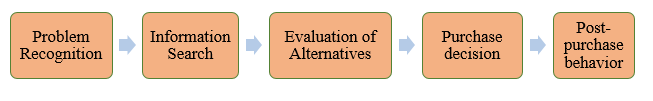 Problem
Recognition
Information
Search
Evaluation of
Alternatives
Purchase
decision
Post-
purchase
behavior